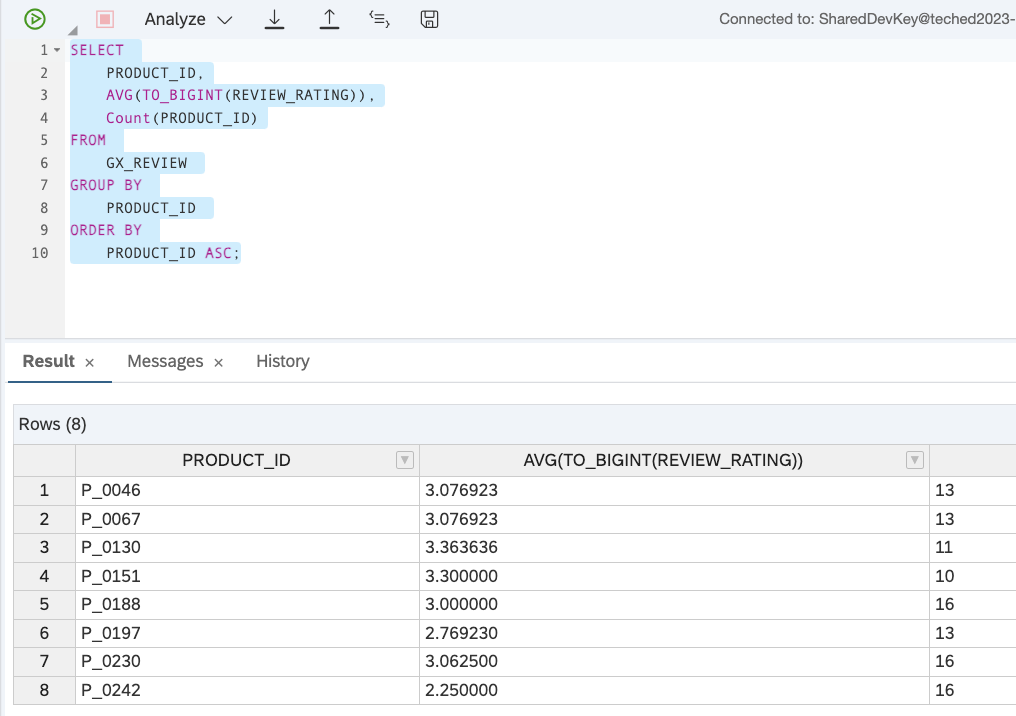 Analyze Connected to: SharedDevKey@teched2023-
1 SELECT
2 PRODUCT_ID,
3 AVG(TO_BIGINT(REVIEW_RATING)),
4 Count(PRODUCT_ID)
5 FROM
6 GX_REVIEW
7 GROUP BY
8 PRODUCT_ID
9 ORDER BY
10 PRODUCT_ID ASC;
Result × Messages × History
Rows (8)
PRODUCT_ID AVG(TO_BIGINT(REVIEW_RATING))
1 P_0046 3.076923 13
2 P_0067 3.076923 13
3 P_0130 3.363636 11
4 P_0151 3.300000 10
5 P_0188 3.000000 16
6 P_0197 2.769230 13
7 P_0230 3.062500 16
8 P_0242 2.250000 16